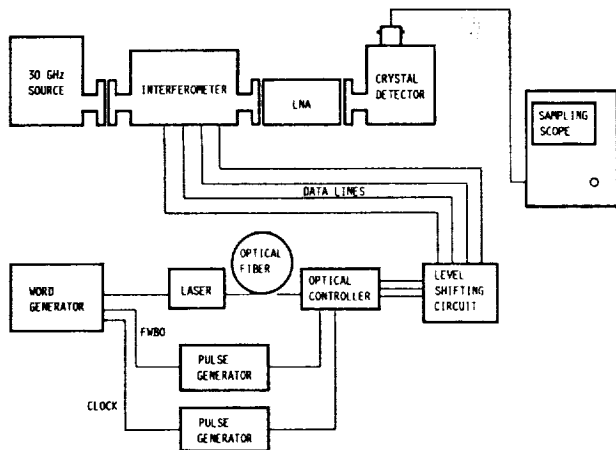 30 GHz
SOURCE
INTERFEROMETER
LNA
CRYSTAL
DETECTOR
SAMPLING
SCOPE
DATA LINES
OPTICAL
FIBER
WORD
GENERATOR
LASER
OPTICAL
CONTROLLER
LEVEL
SHIFTING
CIRCUIT
FWBO
PULSE
GENERATOR
CLOCK
PULSE
GENERATOR